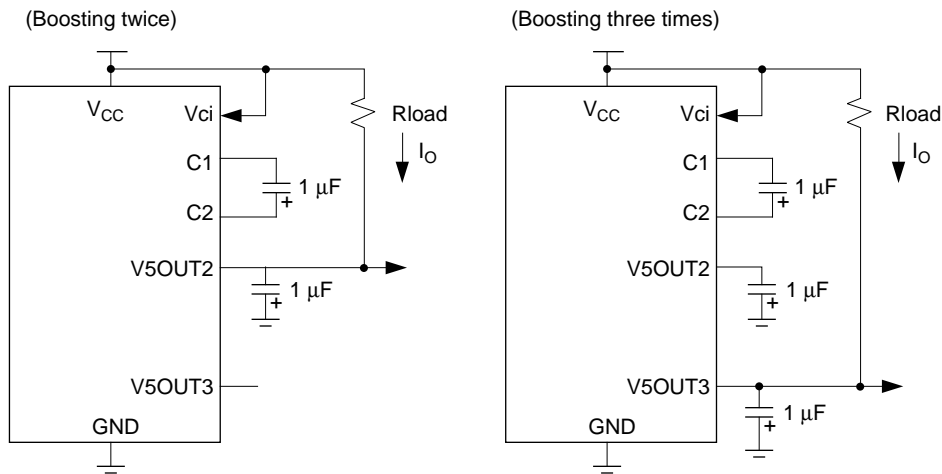 (Boosting twice)
VCC
Vci
Rload
IO
C1
1 μF
+
C2
V5OUT2
1 μF
+
V5OUT3
GND
(Boosting three times)
VCC
Vci
Rload
IO
C1
1 μF
+
C2
V5OUT2
1 μF
+
V5OUT3
1 μF
+
GND